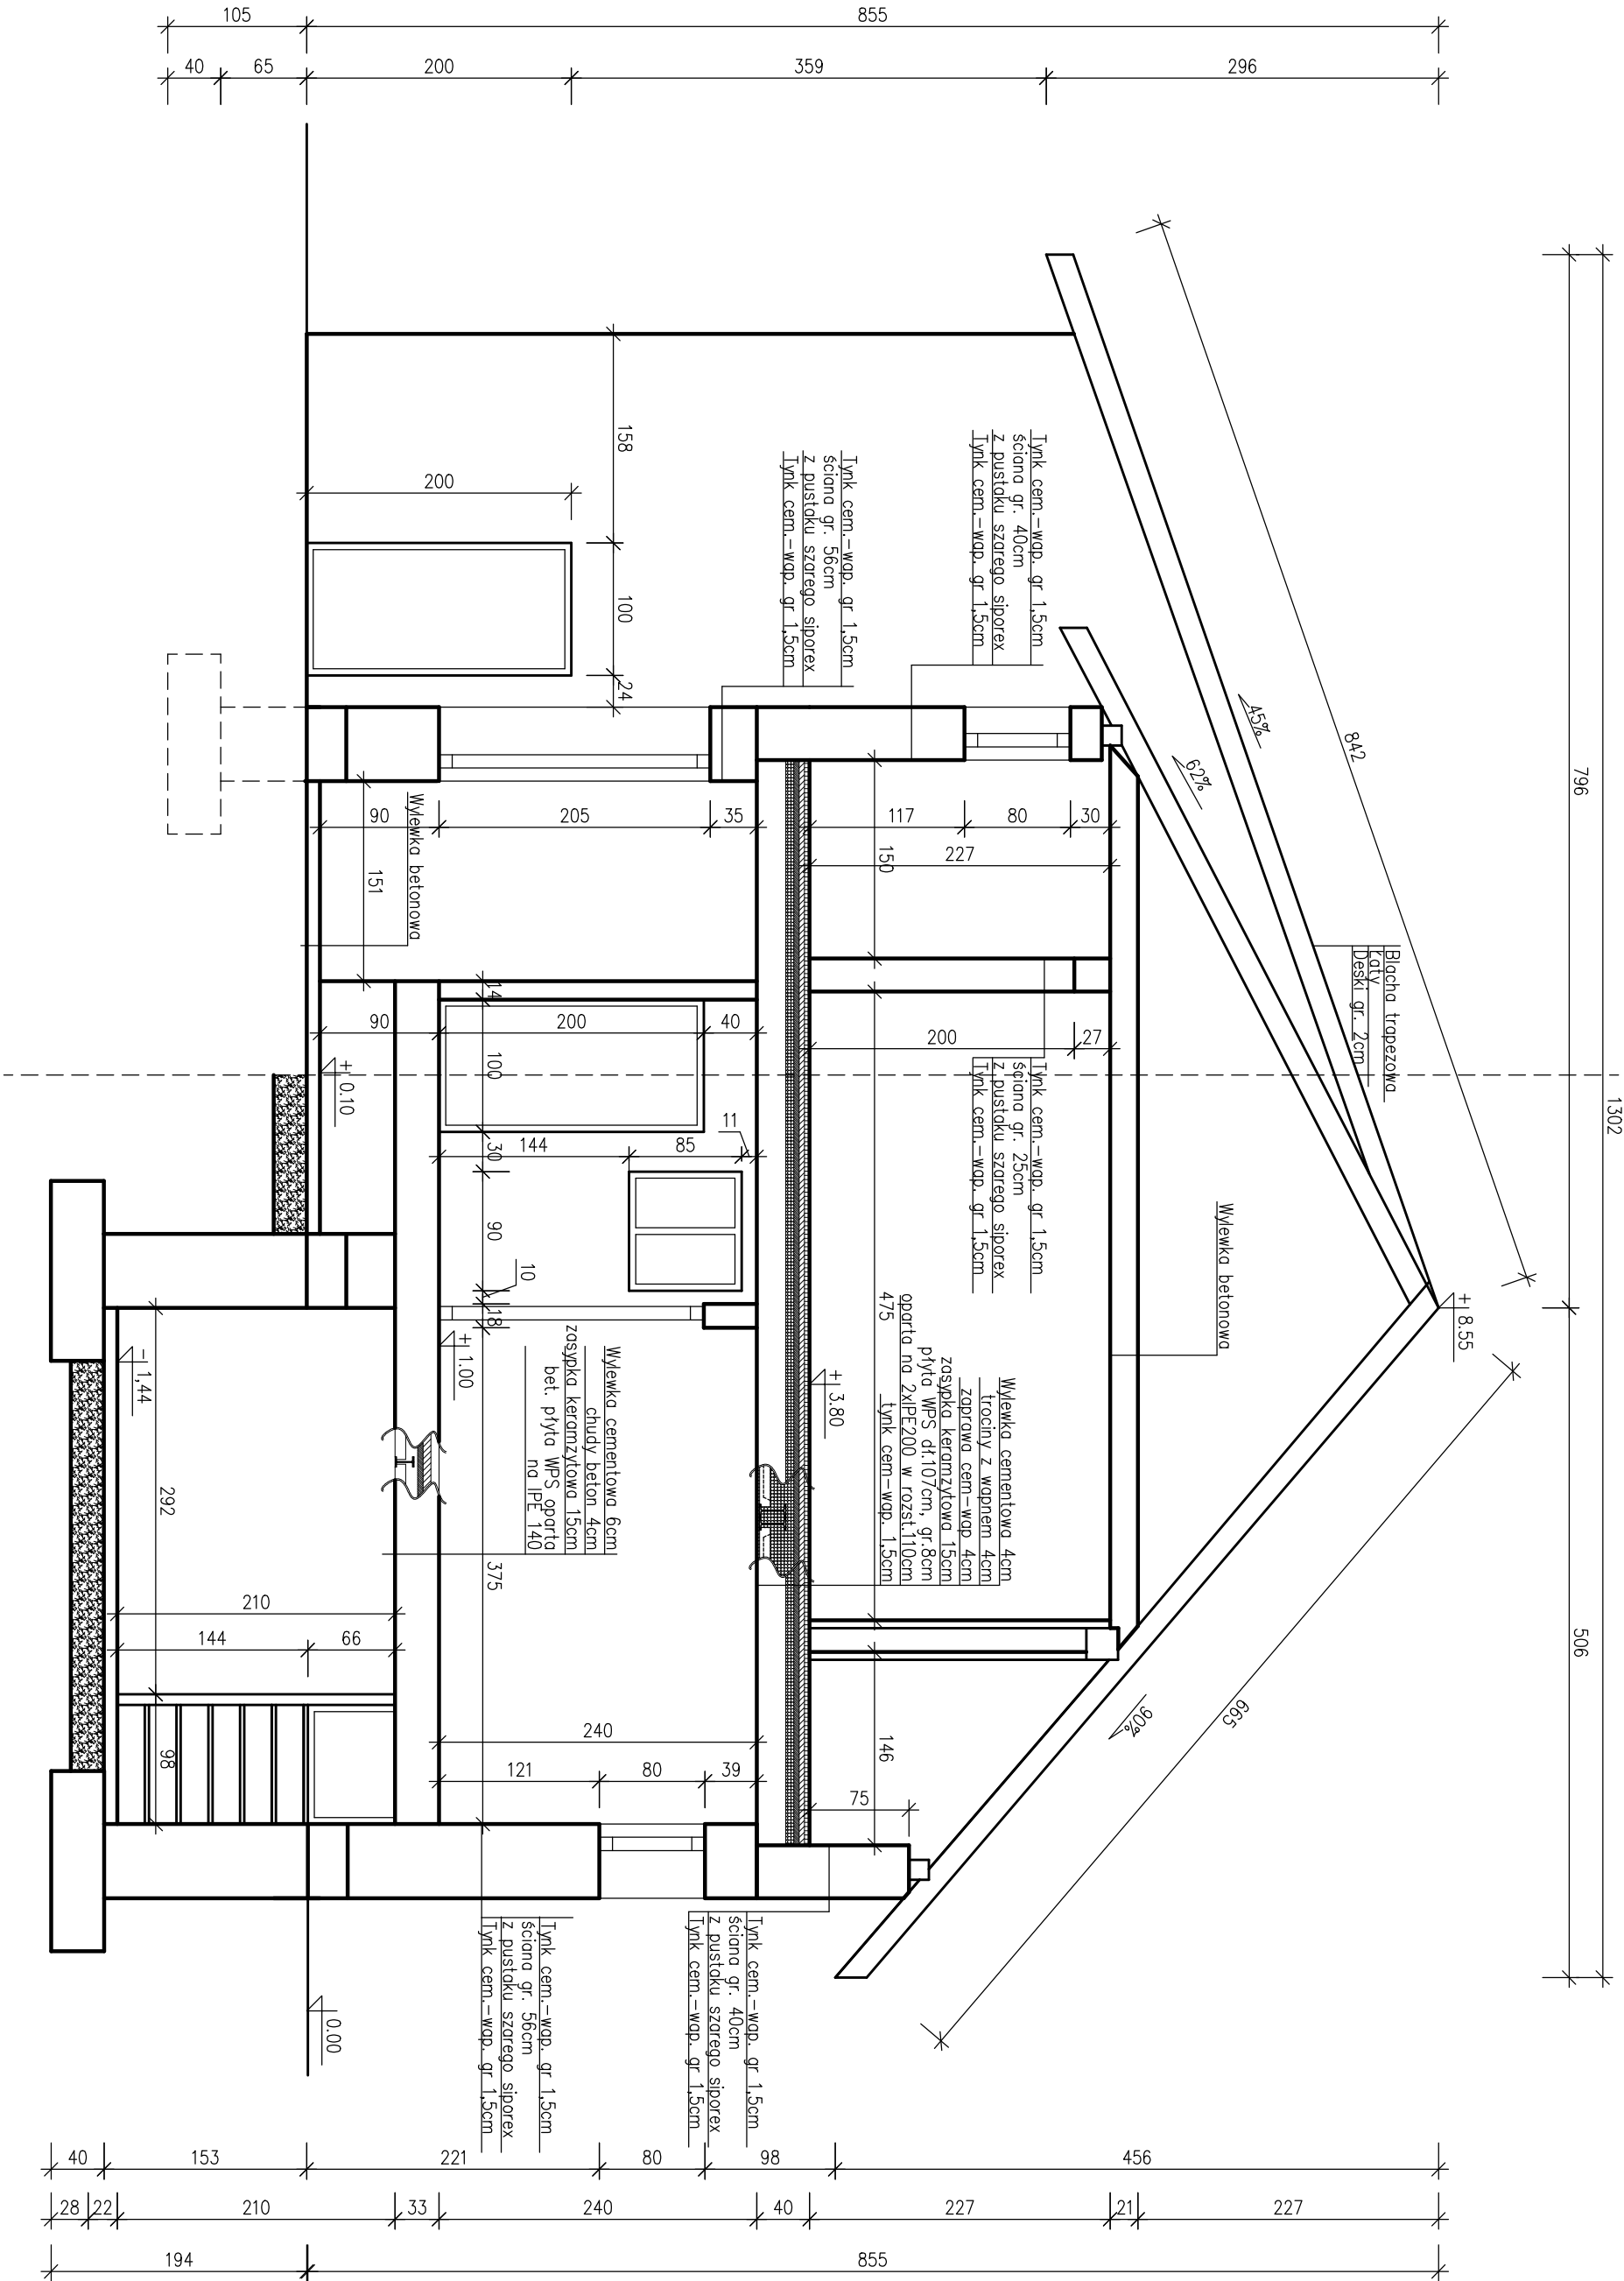 105
855
40
65
200
359
296
1302
796
506
842
45%
62%
90%
665
+ 8.55
Blacha trapezowa
Łaty
Deski gr. 2cm
Wylewka betonowa
Tynk cem.-wap. gr 1,5cm
ściana gr. 40cm
z pustaku szarego siporex
Tynk cem.-wap. gr 1,5cm
Tynk cem.-wap. gr 1,5cm
ściana gr. 56cm
z pustaku szarego siporex
Tynk cem.-wap. gr 1,5cm
Tynk cem.-wap. gr 1,5cm
ściana gr. 25cm
z pustaku szarego siporex
Tynk cem.-wap. gr 1,5cm
Wylewka cementowa 4cm
trociny z wapnem 4cm
zaprawa cem-wap 4cm
zasypka keramzytowa 15cm
płyta WPS dł.107cm, gr.8cm
oparta na 2xIPE200 w rozst.110cm
tynk cem-wap. 1,5cm
475
150
146
75
30
80
117
227
27
200
+ 3.80
158
100
24
200
35
205
90
151
Wylewka betonowa
14
100
30
90
10
18
375
40
200
90
11
85
144
+ 0.10
+ 1.00
Wylewka cementowa 6cm
chudy beton 4cm
zasypka keramzytowa 15cm
bet. płyta WPS oparta
na IPE 140
240
39
80
121
- 1,44
292
98
210
66
144
Tynk cem.-wap. gr 1,5cm
ściana gr. 40cm
z pustaku szarego siporex
Tynk cem.-wap. gr 1,5cm
Tynk cem.-wap. gr 1,5cm
ściana gr. 56cm
z pustaku szarego siporex
Tynk cem.-wap. gr 1,5cm
0.00
40
153
221
80
98
456
28
22
210
33
240
40
227
21
227
194
855